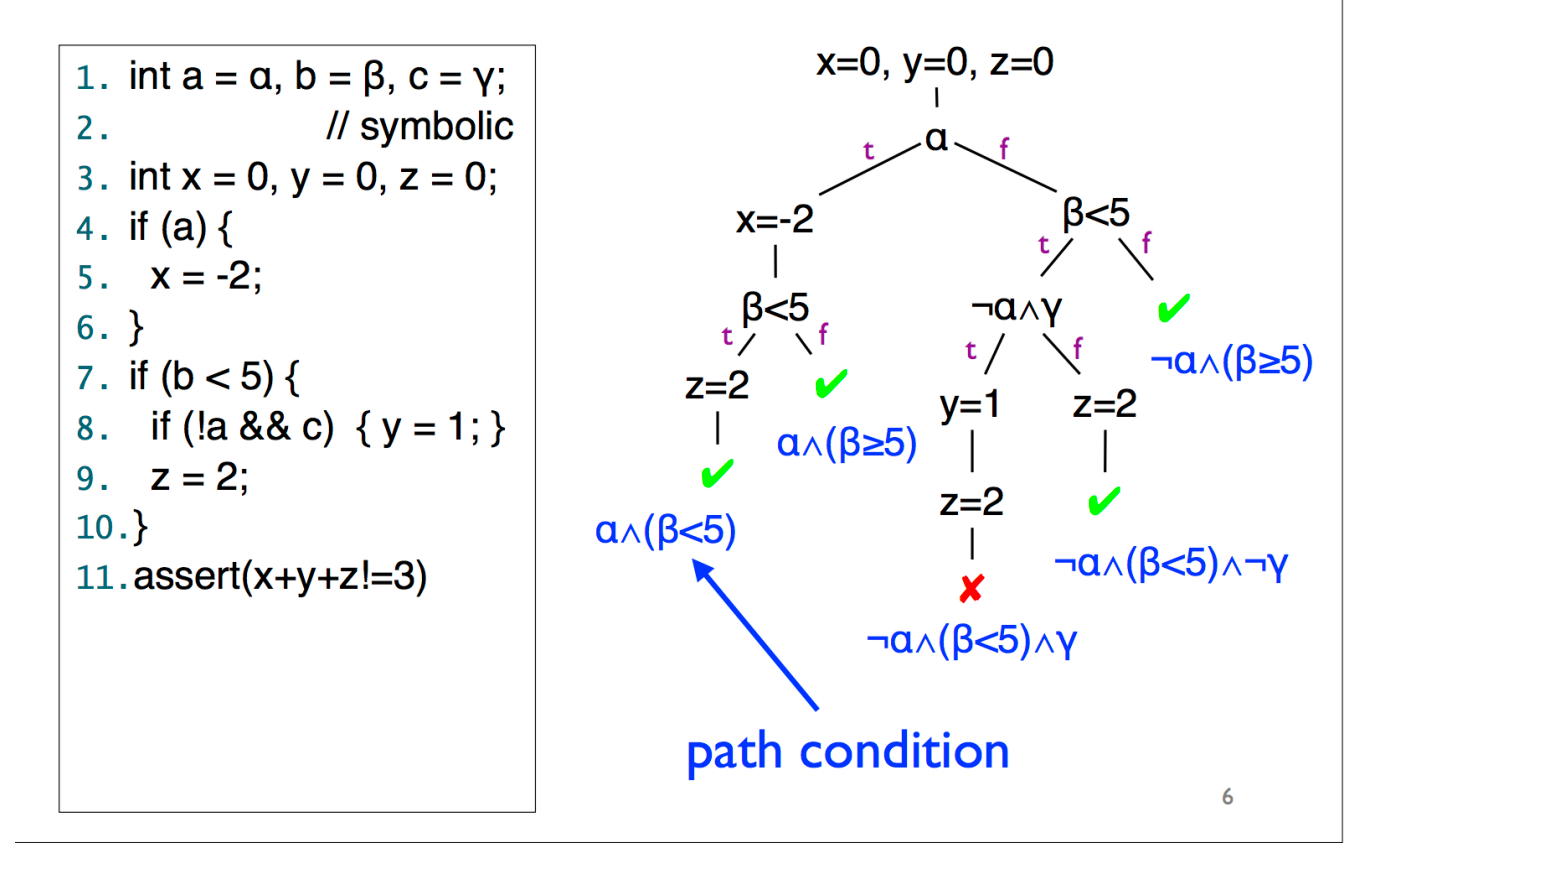 1. int a = α, b = β, c = γ;
2. // symbolic
3. int x = 0, y = 0, z = 0;
4. if (a) {
5. x = -2;
6. }
7. if (b < 5) {
8. if (!a && c) { y = 1; }
9. z = 2;
10.}
11.assert(x+y+z!=3)
x=0, y=0, z=0
α
t f
x=-2
β<5
t f
β<5
t f
z=2
✔
α∧(β≥5)
✔
α∧(β<5)
¬α∧γ
✔
¬α∧(β≥5)
t f
y=1
z=2
z=2
✔
¬α∧(β<5)∧¬γ
✘
¬α∧(β<5)∧γ
path condition
6